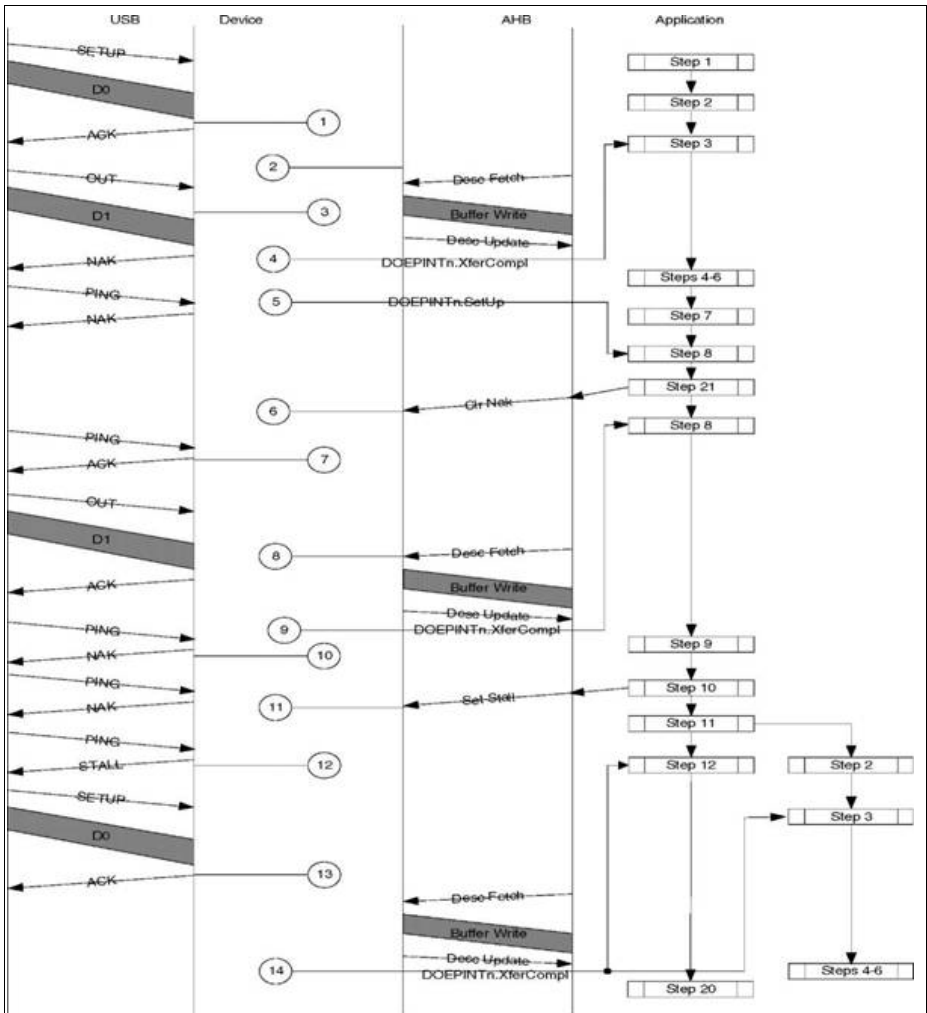 USB Device AHB Application
SETUP
Step 1
D0
Step 2
1
ACK
Step 3
2
Desc Fetch
OUT
3
D1
Buffer Write
Desc Update
4
DOEPINTn.XferCompl
NAK
Steps 4-6
PING
5
DOEPINTn.SetUp
NAK
Step 7
Step 8
Step 21
Clr Nak
6
Step 8
PING
7
ACK
OUT
D1
8
Desc Fetch
Buffer Write
ACK
Desc Update
9
DOEPINTn.XferCompl
PING
Step 9
10
NAK
PING
Step 10
Set Stall
11
NAK
Step 11
PING
12
STALL
Step 12
Step 2
SETUP
Step 3
D0
13
ACK
Desc Fetch
Buffer Write
Desc Update
14
DOEPINTn.XferCompl
Steps 4-6
Step 20